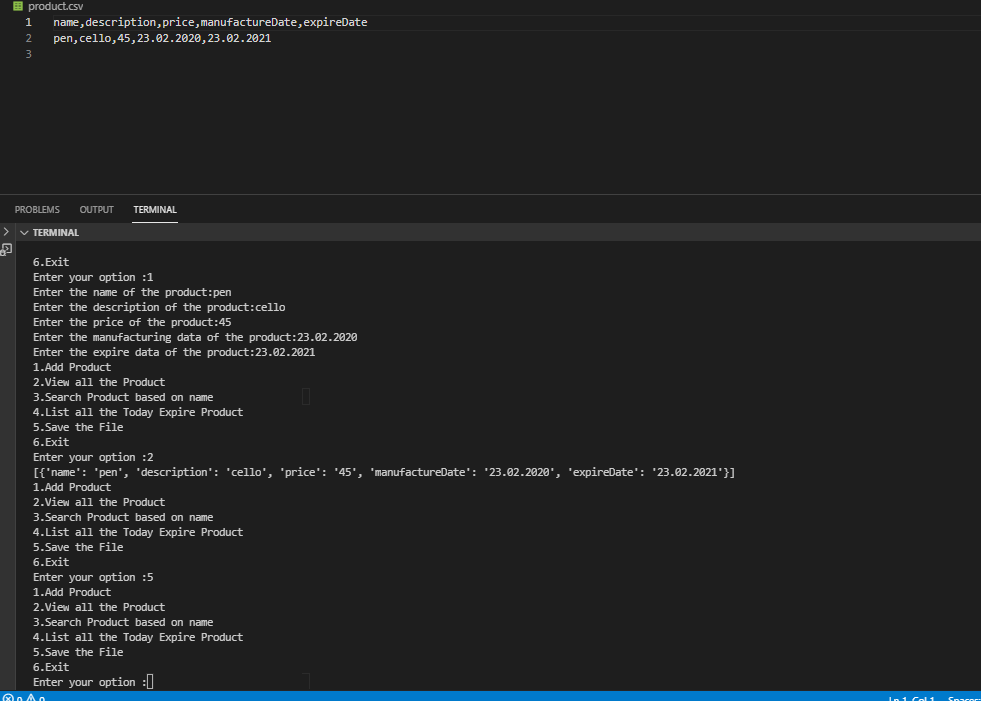 product.csv
1 name,description,price,manufactureDate,expireDate
2 pen,cello,45,23.02.2020,23.02.2021
3
PROBLEMS OUTPUT TERMINAL
TERMINAL
6.Exit
Enter your option :1
Enter the name of the product:pen
Enter the description of the product:cello
Enter the price of the product:45
Enter the manufacturing data of the product:23.02.2020
Enter the expire data of the product:23.02.2021
1.Add Product
2.View all the Product
3.Search Product based on name
4.List all the Today Expire Product
5.Save the File
6.Exit
Enter your option :2
[{'name': 'pen', 'description': 'cello', 'price': '45', 'manufactureDate': '23.02.2020', 'expireDate': '23.02.2021'}]
1.Add Product
2.View all the Product
3.Search Product based on name
4.List all the Today Expire Product
5.Save the File
6.Exit
Enter your option :5
1.Add Product
2.View all the Product
3.Search Product based on name
4.List all the Today Expire Product
5.Save the File
6.Exit
Enter your option :
0 0 Ln 1, Col 1 Spaces: